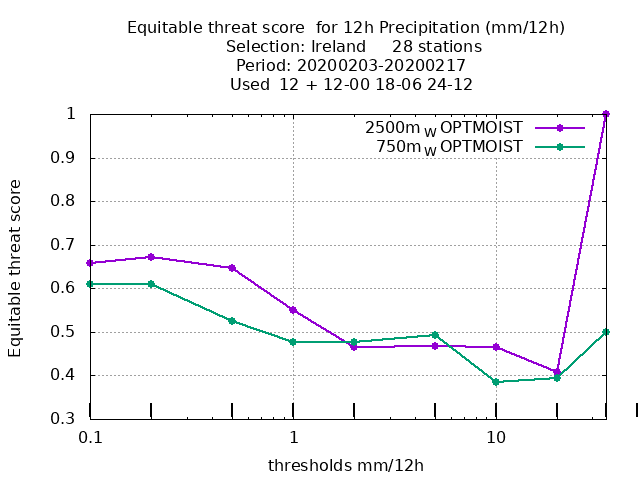 Equitable threat score for 12h Precipitation (mm/12h)
Selection: Ireland 28 stations
Period: 20200203-20200217
Used 12 + 12-00 18-06 24-12
2500m W OPTMOIST
750m W OPTMOIST
Equitable threat score
1
0.9
0.8
0.7
0.6
0.5
0.4
0.3
0.1 1 10
thresholds mm/12h